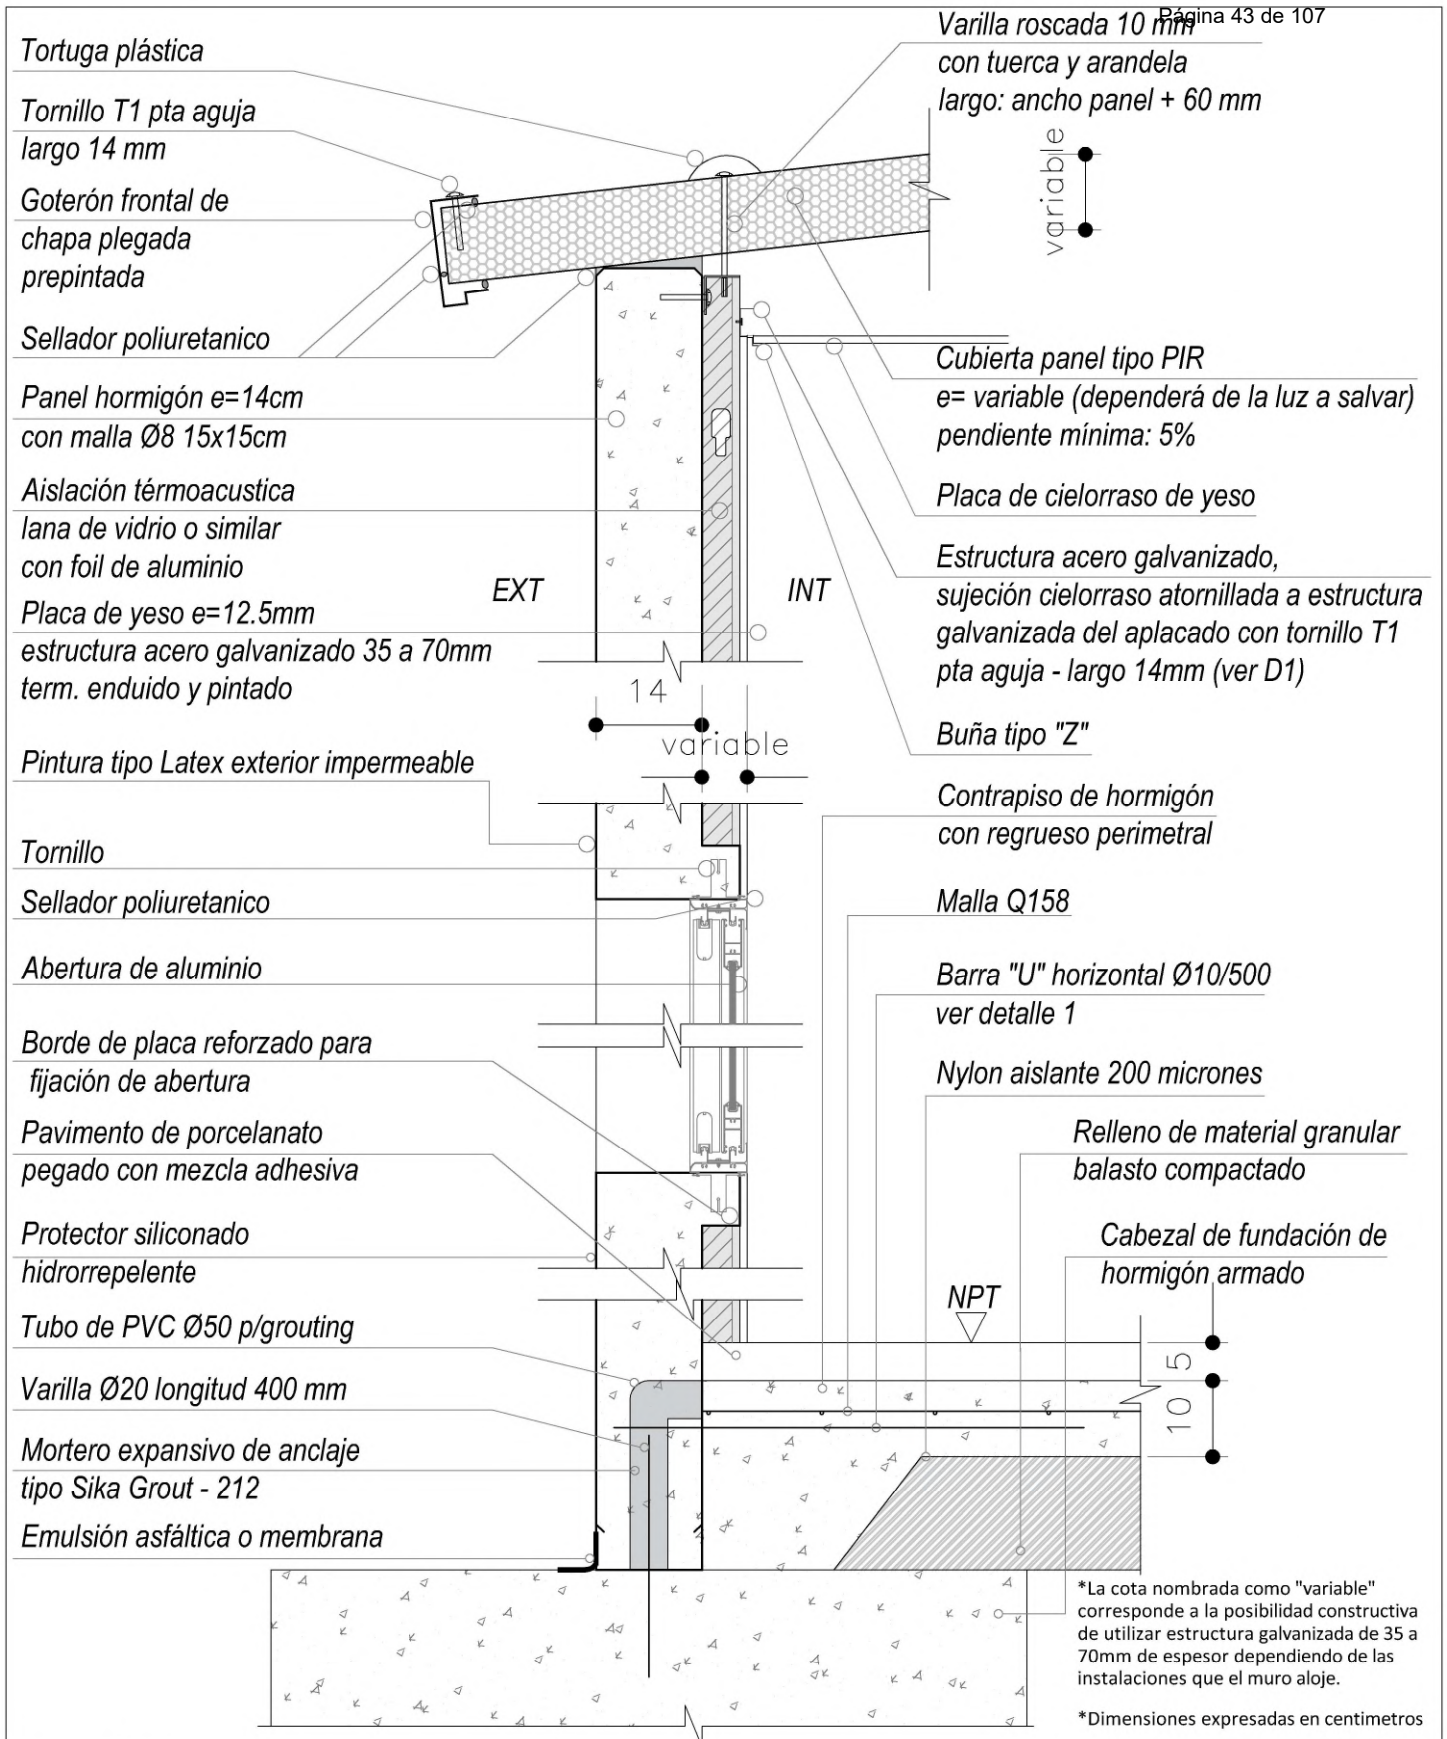 Página 43 de 107
Tortuga plástica
Tornillo T1 pta aguja
largo 14 mm
Goterón frontal de
chapa plegada
prepintada
Sellador poliuretanico
Panel hormigón e=14cm
con malla Ø8 15x15cm
Aislación térmoacustica
lana de vidrio o similar
con foil de aluminio
Placa de yeso e=12.5mm
estructura acero galvanizado 35 a 70mm
term. enduido y pintado
Pintura tipo Latex exterior impermeable
Tornillo
Sellador poliuretanico
Abertura de aluminio
Borde de placa reforzado para
fijación de abertura
Pavimento de porcelanato
pegado con mezcla adhesiva
Protector siliconado
hidrorrepelente
Tubo de PVC Ø50 p/grouting
Varilla Ø20 longitud 400 mm
Mortero expansivo de anclaje
tipo Sika Grout - 212
Emulsión asfáltica o membrana
EXT
INT
14
variable
Varilla roscada 10 mm
con tuerca y arandela
largo: ancho panel + 60 mm
variable
Cubierta panel tipo PIR
e= variable (dependerá de la luz a salvar)
pendiente mínima: 5%
Placa de cielorraso de yeso
Estructura acero galvanizado,
sujeción cielorraso atornillada a estructura
galvanizada del aplacado con tornillo T1
pta aguja - largo 14mm (ver D1)
Buña tipo "Z"
Contrapiso de hormigón
con regrueso perimetral
Malla Q158
Barra "U" horizontal Ø10/500
ver detalle 1
Nylon aislante 200 micrones
Relleno de material granular
balasto compactado
Cabezal de fundación de
hormigón armado
NPT
5
10
*La cota nombrada como "variable"
corresponde a la posibilidad constructiva
de utilizar estructura galvanizada de 35 a
70mm de espesor dependiendo de las
instalaciones que el muro aloje.
*Dimensiones expresadas en centimetros